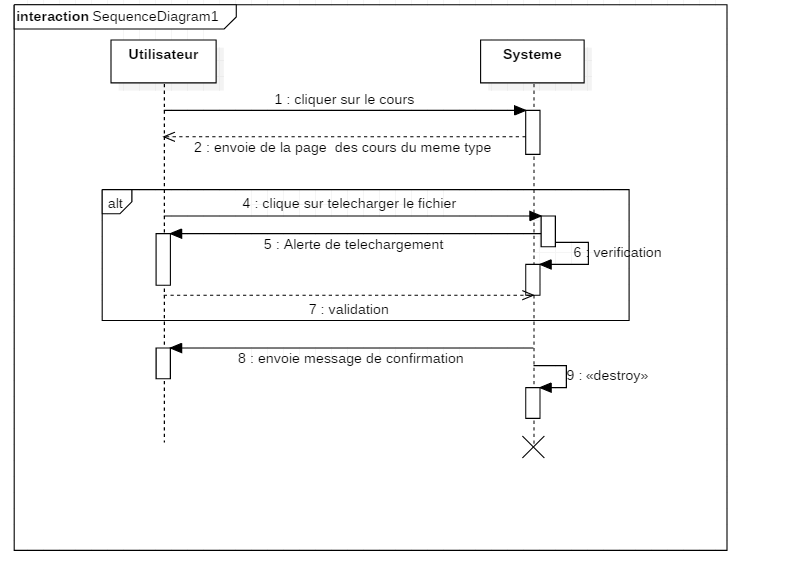 interaction SequenceDiagram1
Utilisateur
Systeme
1 : cliquer sur le cours
2 : envoie de la page  des cours du meme type
alt
4 : clique sur telecharger le fichier
5 : Alerte de telechargement
6 : verification
7 : validation
8 : envoie message de confirmation
9 : «destroy»